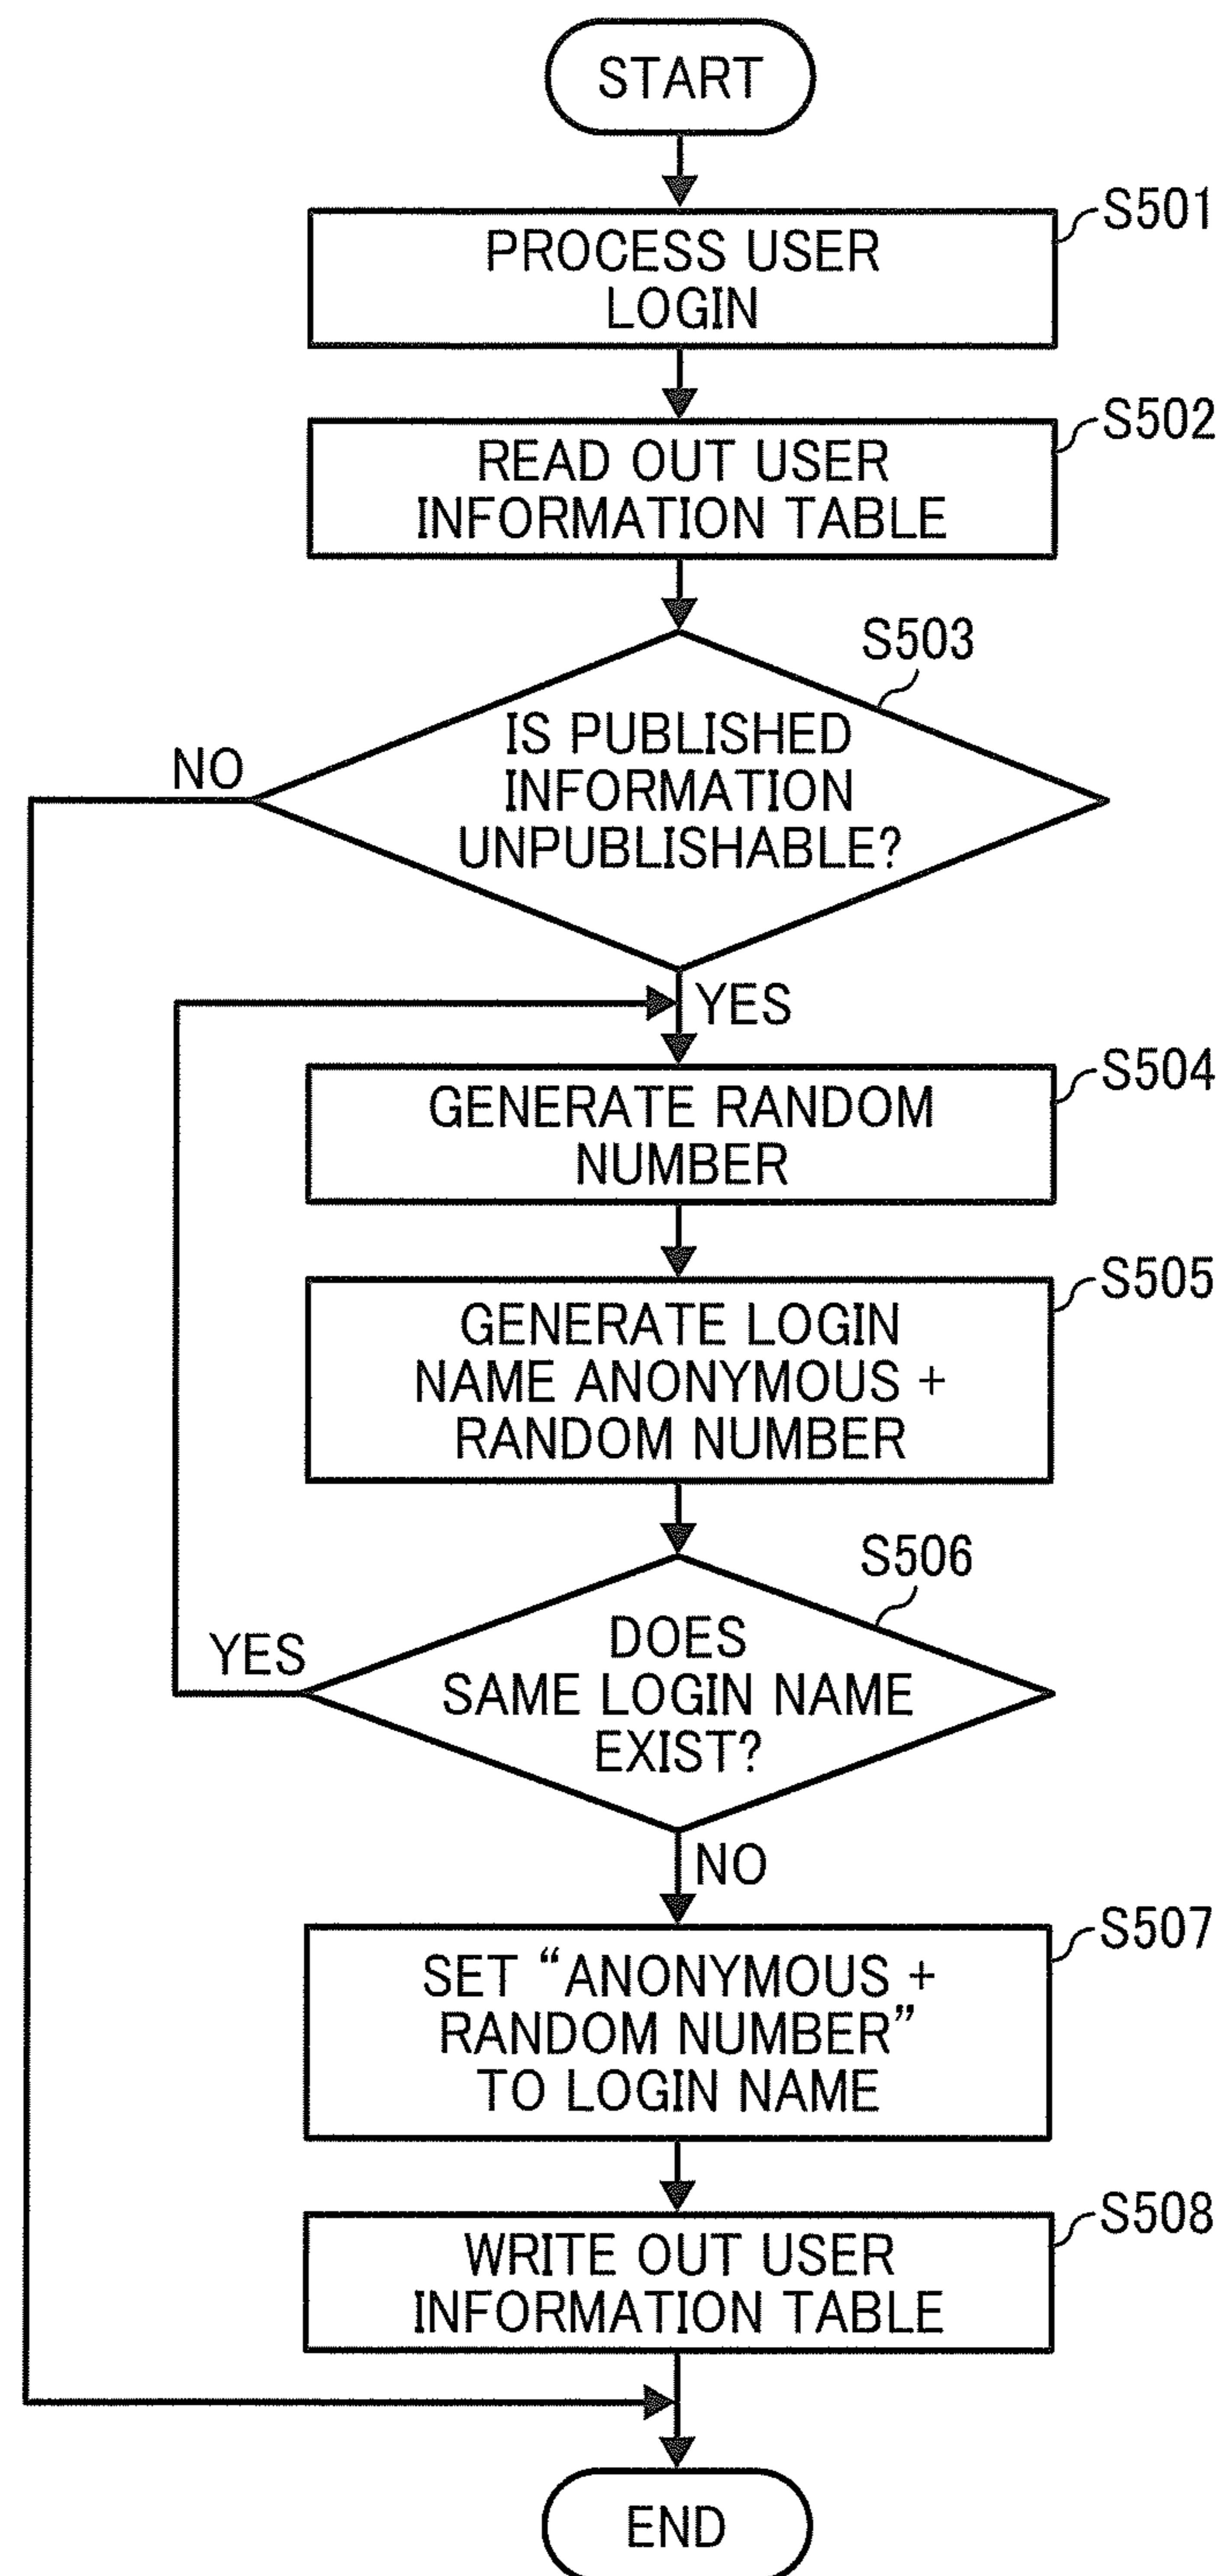 START
S501
PROCESS USER
LOGIN
S502
READ OUT USER
INFORMATION TABLE
S503
IS PUBLISHED
INFORMATION
UNPUBLISHABLE?
NO
YES
S504
GENERATE RANDOM
NUMBER
S505
GENERATE LOGIN
NAME ANONYMOUS +
RANDOM NUMBER
S506
DOES
SAME LOGIN NAME
EXIST?
YES
NO
S507
SET “ANONYMOUS +
RANDOM NUMBER”
TO LOGIN NAME
S508
WRITE OUT USER
INFORMATION TABLE
END